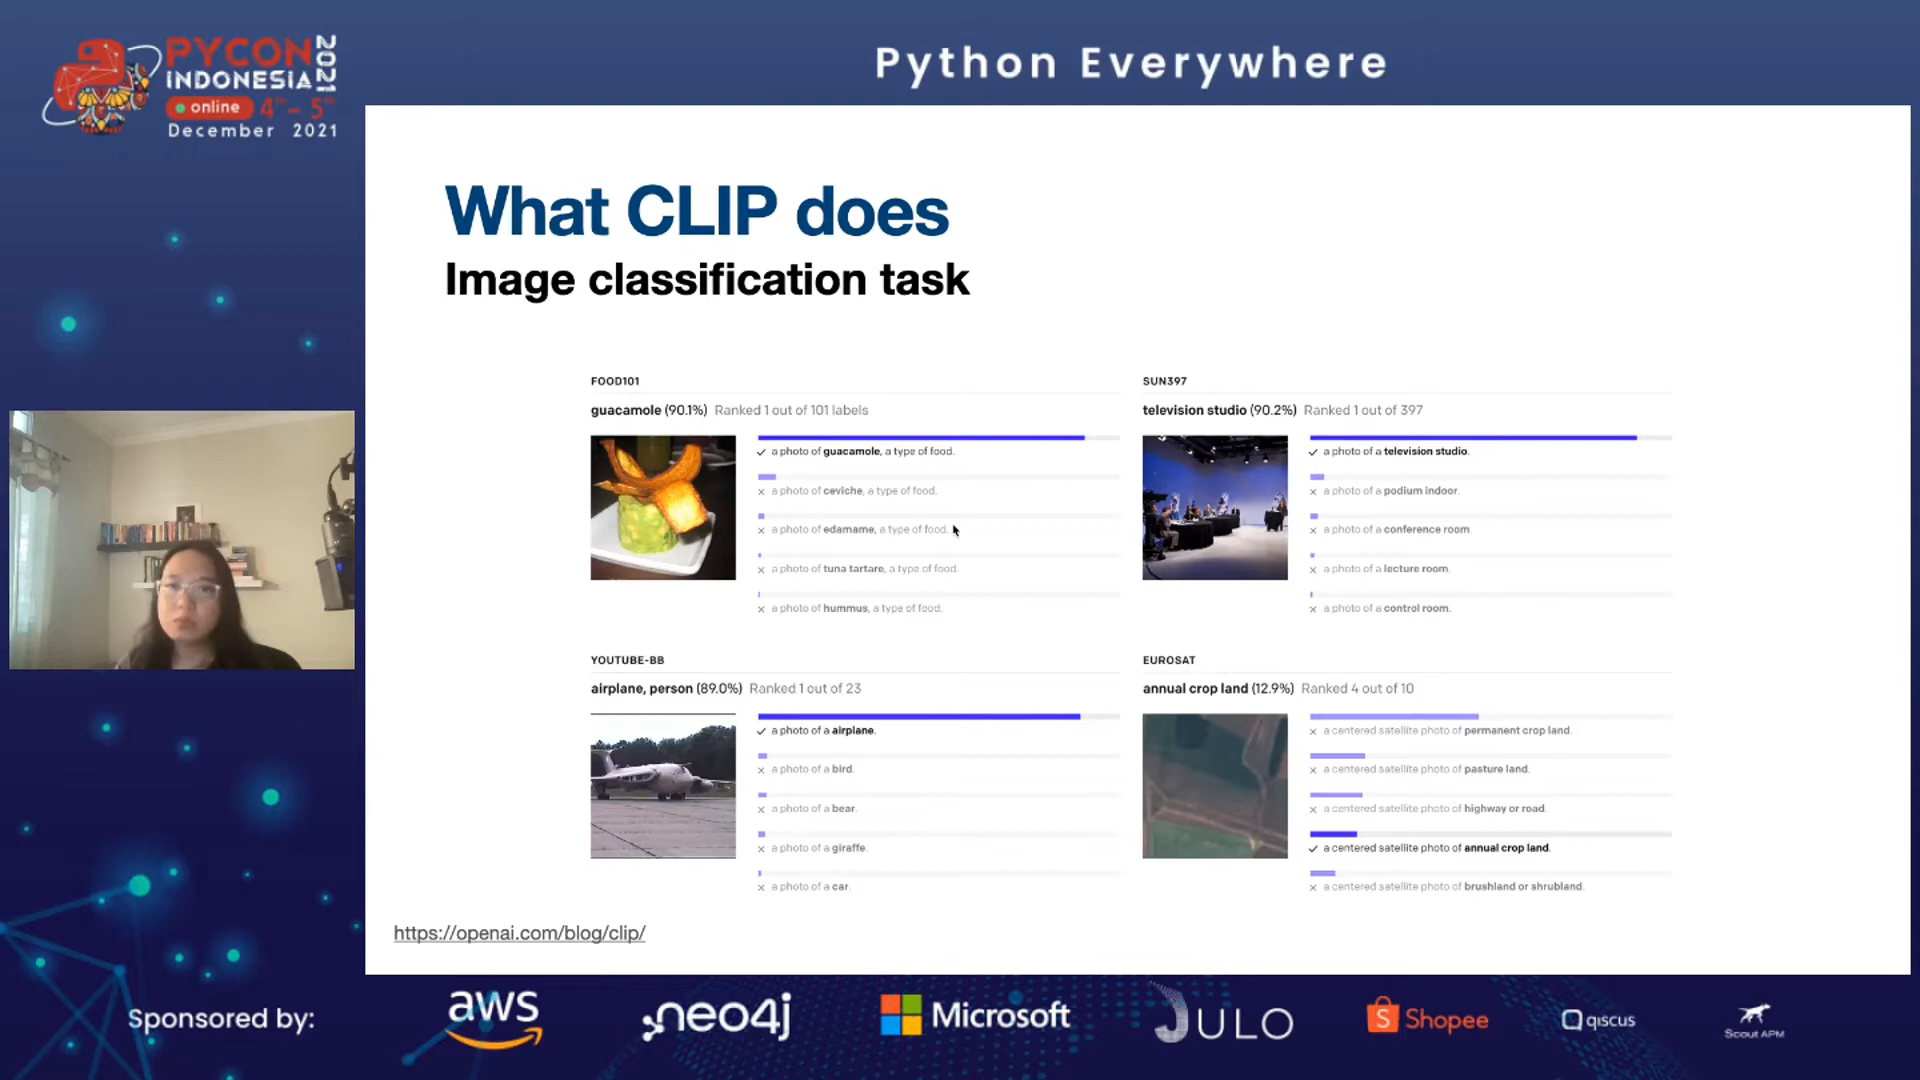 PYCON 2021
INDONESIA
online 4th - 5th
December 2021
Python Everywhere
What CLIP does
Image classification task
FOOD101
guacamole (90.1%) Ranked 1 out of 101 labels
✓ a photo of guacamole, a type of food.
× a photo of ceviche, a type of food.
× a photo of edamame, a type of food.
× a photo of tuna tartare, a type of food.
× a photo of hummus, a type of food.
SUN397
television studio (90.2%) Ranked 1 out of 397
✓ a photo of a television studio.
× a photo of a podium indoor.
× a photo of a conference room.
× a photo of a lecture room.
× a photo of a control room.
YOUTUBE-BB
airplane, person (89.0%) Ranked 1 out of 23
✓ a photo of a airplane.
× a photo of a bird.
× a photo of a bear.
× a photo of a giraffe.
× a photo of a car.
EUROSAT
annual crop land (12.9%) Ranked 4 out of 10
× a centered satellite photo of permanent crop land.
× a centered satellite photo of pasture land.
× a centered satellite photo of highway or road.
✓ a centered satellite photo of annual crop land.
× a centered satellite photo of brushland or shrubland.
https://openai.com/blog/clip/
Sponsored by:
aws
neo4j
Microsoft
JULO
Shopee
qiscus
Scout APM